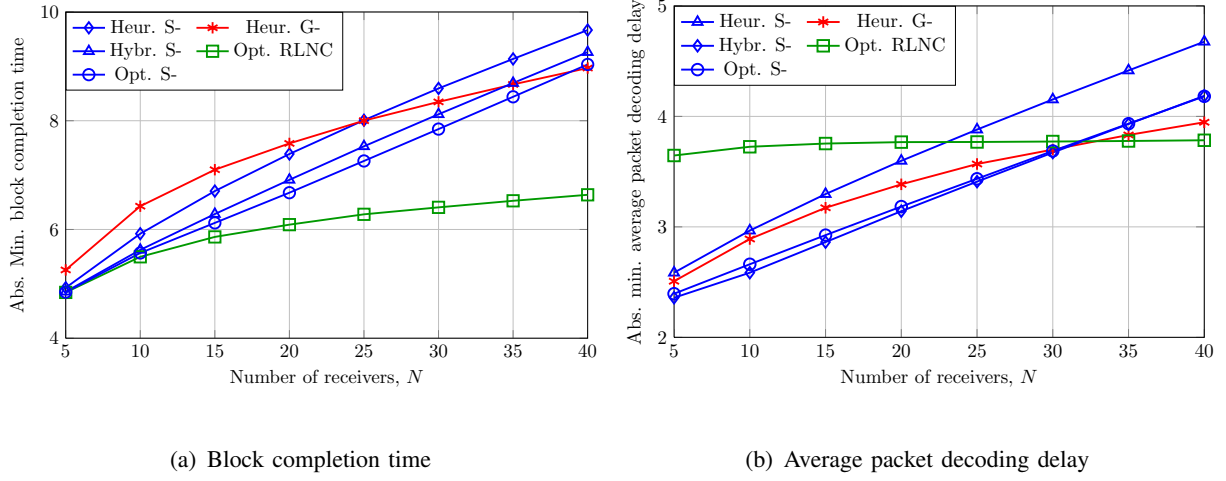 Abs. Min. block completion time
10
8
6
4
Heur. S-
Heur. G-
Hybr. S-
Opt. RLNC
Opt. S-
5 10 15 20 25 30 35 40
Number of receivers, N
(a) Block completion time
Abs. min. average packet decoding delay
5
4
3
2
Heur. S-
Heur. G-
Hybr. S-
Opt. RLNC
Opt. S-
5 10 15 20 25 30 35 40
Number of receivers, N
(b) Average packet decoding delay